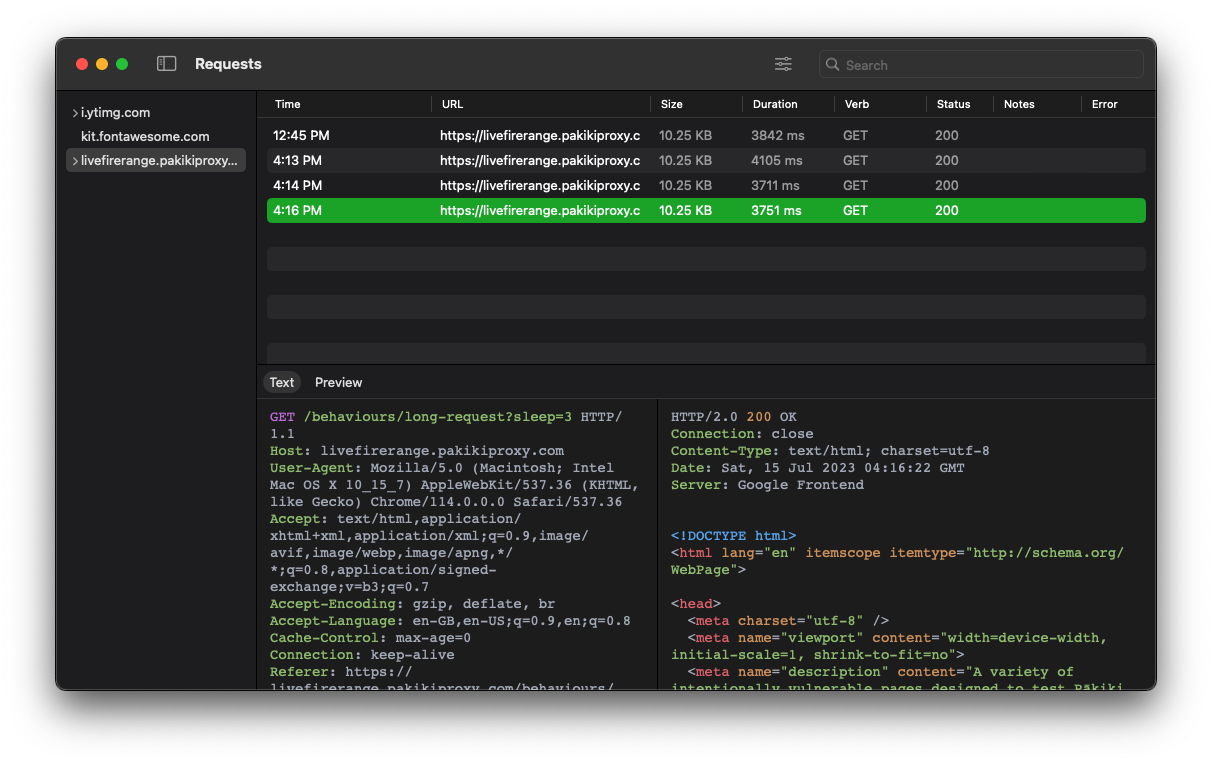 Requests
Search
i.ytimg.com
kit.fontawesome.com
livefirerange.pakikiproxy...
Time URL Size Duration Verb Status Notes Error
12:45 PM https://livefirerange.pakikiproxy.c 10.25 KB 3842 ms GET 200
4:13 PM https://livefirerange.pakikiproxy.c 10.25 KB 4105 ms GET 200
4:14 PM https://livefirerange.pakikiproxy.c 10.25 KB 3711 ms GET 200
4:16 PM https://livefirerange.pakikiproxy.c 10.25 KB 3751 ms GET 200
Text Preview
GET /behaviours/long-request?sleep=3 HTTP/
1.1
Host: livefirerange.pakikiproxy.com
User-Agent: Mozilla/5.0 (Macintosh; Intel
Mac OS X 10_15_7) AppleWebKit/537.36 (KHTML,
like Gecko) Chrome/114.0.0.0 Safari/537.36
Accept: text/html,application/
xhtml+xml,application/xml;q=0.9,image/
avif,image/webp,image/apng,*/
*;q=0.8,application/signed-
exchange;v=b3;q=0.7
Accept-Encoding: gzip, deflate, br
Accept-Language: en-GB,en-US;q=0.9,en;q=0.8
Cache-Control: max-age=0
Connection: keep-alive
Referer: https://
livefirerange.pakikiproxy.com/behaviours/
HTTP/2.0 200 OK
Connection: close
Content-Type: text/html; charset=utf-8
Date: Sat, 15 Jul 2023 04:16:22 GMT
Server: Google Frontend
<!DOCTYPE html>
<html lang="en" itemscope itemtype="http://schema.org/
WebPage">
<head>
<meta charset="utf-8" />
<meta name="viewport" content="width=device-width,
initial-scale=1, shrink-to-fit=no">
<meta name="description" content="A variety of
intentionally vulnerable pages designed to test Pākiki